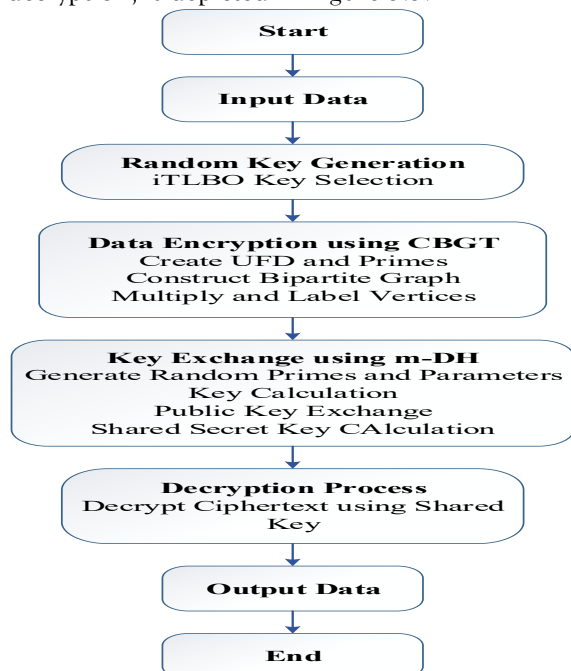 Start
Input Data
Random Key Generation
iTLBO Key Selection
Data Encryption using CBGT
Create UFD and Primes
Construct Bipartite Graph
Multiply and Label Vertices
Key Exchange using m-DH
Generate Random Primes and Parameters
Key Calculation
Public Key Exchange
Shared Secret Key CAlculation
Decryption Process
Decrypt Ciphertext using Shared
Key
Output Data
End